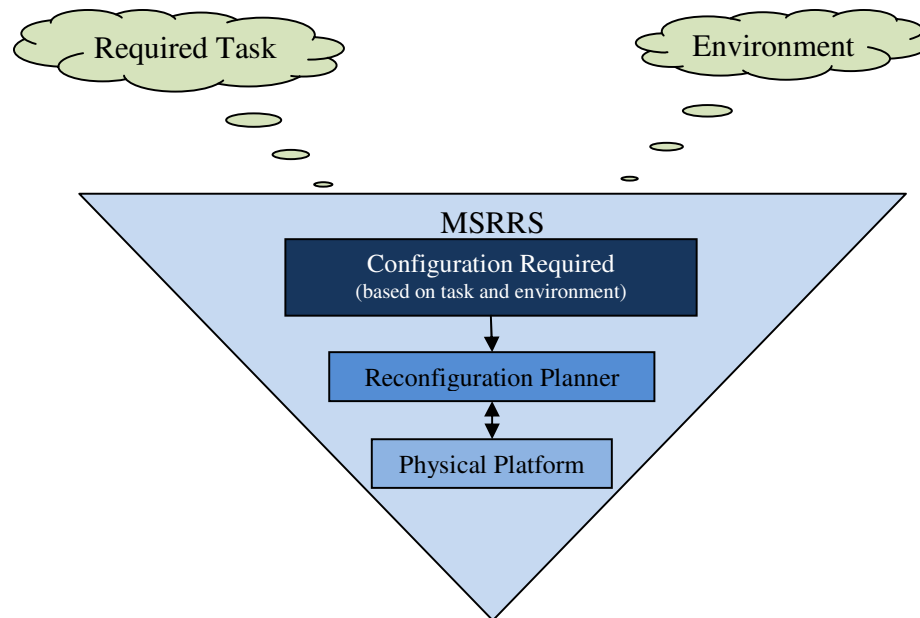 Required Task
Environment
MSRRS
Configuration Required
(based on task and environment)
Reconfiguration Planner
Physical Platform